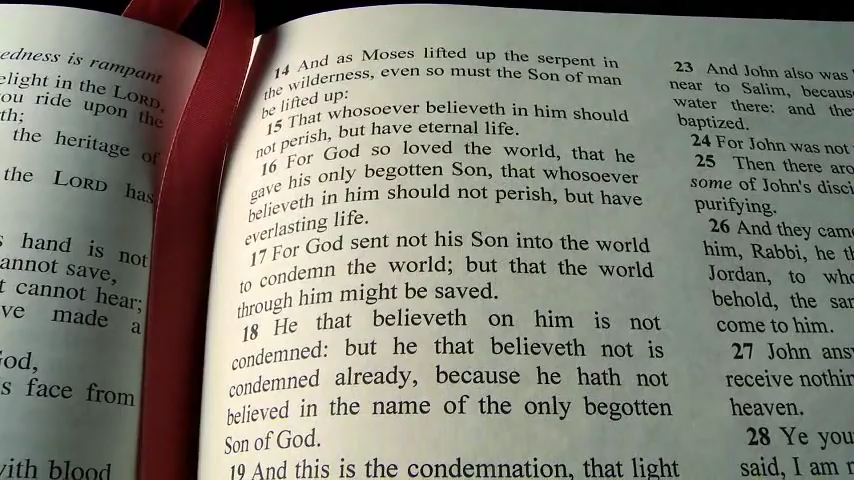 edness is rampant
elight in the LORD,
ou ride upon the
th;
the heritage of
the LORD has
hand is not
annot save,
t cannot hear;
ve made a
God,
s face from
with blood
14 And as Moses lifted up the serpent in
the wilderness, even so must the Son of man
be lifted up:
15 That whosoever believeth in him should
not perish, but have eternal life.
16 For God so loved the world, that he
gave his only begotten Son, that whosoever
believeth in him should not perish, but have
everlasting life.
17 For God sent not his Son into the world
to condemn the world; but that the world
through him might be saved.
18 He that believeth on him is not
condemned: but he that believeth not is
condemned already, because he hath not
believed in the name of the only begotten
Son of God.
19 And this is the condemnation, that light
23 And John also was
near to Salim, becaus
water there: and the
baptized.
24 For John was not
25 Then there aro
some of John's disci
purifying.
26 And they came
him, Rabbi, he th
Jordan, to who
behold, the sam
come to him.
27 John ans
receive nothin
heaven.
28 Ye you
said, I am n